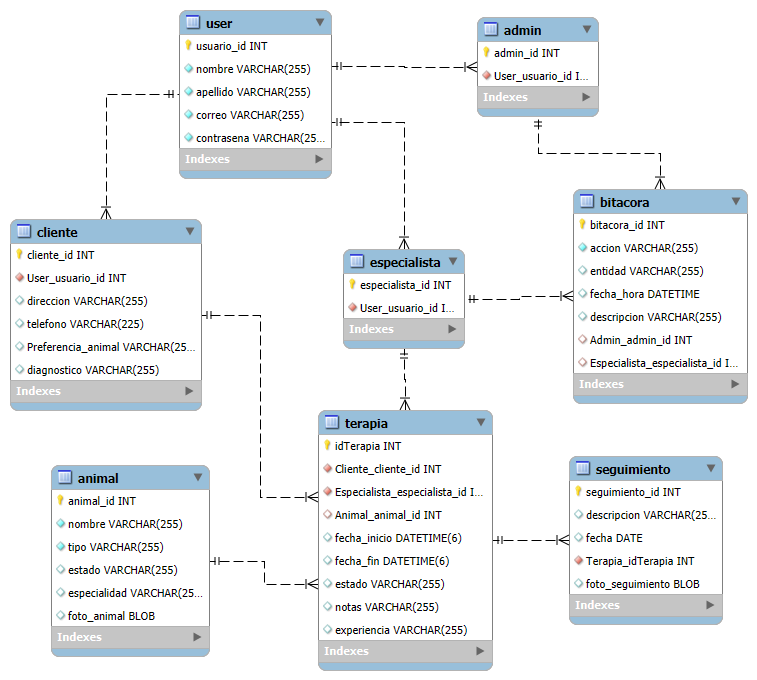 user
usuario_id INT
nombre VARCHAR(255)
apellido VARCHAR(255)
correo VARCHAR(255)
contrasena VARCHAR(25...
Indexes
admin
admin_id INT
User_usuario_id I...
Indexes
cliente
cliente_id INT
User_usuario_id INT
direccion VARCHAR(255)
telefono VARCHAR(225)
Preferencia_animal VARCHAR(25...
diagnostico VARCHAR(255)
Indexes
especialista
especialista_id INT
User_usuario_id I...
Indexes
bitacora
bitacora_id INT
accion VARCHAR(255)
entidad VARCHAR(255)
fecha_hora DATETIME
descripcion VARCHAR(255)
Admin_admin_id INT
Especialista_especialista_id I...
Indexes
terapia
idTerapia INT
Cliente_cliente_id INT
Especialista_especialista_id I...
Animal_animal_id INT
fecha_inicio DATETIME(6)
fecha_fin DATETIME(6)
estado VARCHAR(255)
notas VARCHAR(255)
experiencia VARCHAR(255)
Indexes
animal
animal_id INT
nombre VARCHAR(255)
tipo VARCHAR(255)
estado VARCHAR(255)
especialidad VARCHAR(25...
foto_animal BLOB
Indexes
seguimiento
seguimiento_id INT
descripcion VARCHAR(25...
fecha DATE
Terapia_idTerapia INT
foto_seguimiento BLOB
Indexes